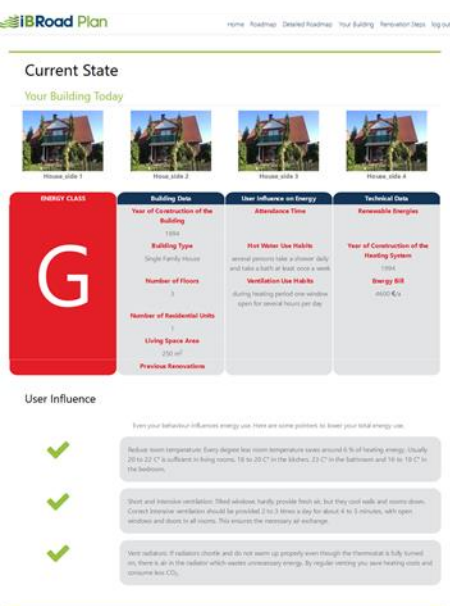 iBRoad Plan
Home Roadmap Detailed Roadmap Your Building Renovation Steps log out
Current State
Your Building Today
House_side 1 House_side 2 House_side 3 House_side 4
ENERGY CLASS
G
Building Data
Year of Construction of the
Building
1994
Building Type
Single Family House
Number of Floors
3
Number of Residential Units
1
Living Space Area
250 m²
Previous Renovations
User Influence on Energy
Attendance Time
Hot Water Use Habits
several persons take a shower daily
and take a bath at least once a week
Ventilation Use Habits
during heating period one window
open for several hours per day
Technical Data
Renewable Energies
Year of Construction of the
Heating System
1994
Energy Bill
4600 €/a
User Influence
Even your behaviour influences energy use. Here are some pointers to lower your total energy use.
Reduce room temperature: Every degree less room temperature saves around 6 % of heating energy. Usually
20 to 22 C° is sufficient in living rooms, 18 to 20 C° in the kitchen, 23 C° in the bathroom and 16 to 18 C° in
the bedroom.
Short and intensive ventilation: Tilted windows hardly provide fresh air, but they cool walls and rooms down.
Correct intensive ventilation should be provided 2 to 3 times a day for about 4 to 5 minutes, with open
windows and doors in all rooms. This ensures the necessary air exchange.
Vent radiators: If radiators chortle and do not warm up properly even though the thermostat is fully turned
on, there is air in the radiator which wastes unnecessary energy. By regular venting you save heating costs and
consume less CO₂.